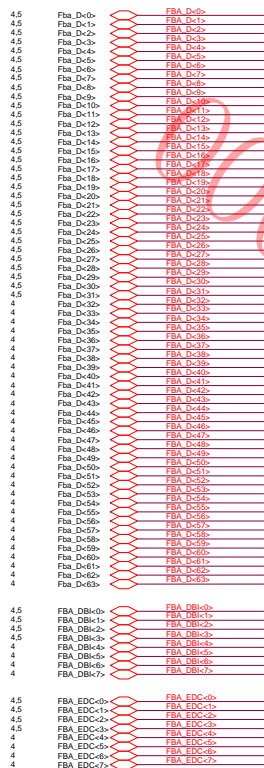 4,5 Fba_D<0> FBA_D<0>
4,5 Fba_D<1> FBA_D<1>
4,5 Fba_D<2> FBA_D<2>
4,5 Fba_D<3> FBA_D<3>
4,5 Fba_D<4> FBA_D<4>
4,5 Fba_D<5> FBA_D<5>
4,5 Fba_D<6> FBA_D<6>
4,5 Fba_D<7> FBA_D<7>
4,5 Fba_D<8> FBA_D<8>
4,5 Fba_D<9> FBA_D<9>
4,5 Fba_D<10> FBA_D<10>
4,5 Fba_D<11> FBA_D<11>
4,5 Fba_D<12> FBA_D<12>
4,5 Fba_D<13> FBA_D<13>
4,5 Fba_D<14> FBA_D<14>
4,5 Fba_D<15> FBA_D<15>
4,5 Fba_D<16> FBA_D<16>
4,5 Fba_D<17> FBA_D<17>
4,5 Fba_D<18> FBA_D<18>
4,5 Fba_D<19> FBA_D<19>
4,5 Fba_D<20> FBA_D<20>
4,5 Fba_D<21> FBA_D<21>
4,5 Fba_D<22> FBA_D<22>
4,5 Fba_D<23> FBA_D<23>
4,5 Fba_D<24> FBA_D<24>
4,5 Fba_D<25> FBA_D<25>
4,5 Fba_D<26> FBA_D<26>
4,5 Fba_D<27> FBA_D<27>
4,5 Fba_D<28> FBA_D<28>
4,5 Fba_D<29> FBA_D<29>
4,5 Fba_D<30> FBA_D<30>
4,5 Fba_D<31> FBA_D<31>
4 Fba_D<32> FBA_D<32>
4 Fba_D<33> FBA_D<33>
4 Fba_D<34> FBA_D<34>
4 Fba_D<35> FBA_D<35>
4 Fba_D<36> FBA_D<36>
4 Fba_D<37> FBA_D<37>
4 Fba_D<38> FBA_D<38>
4 Fba_D<39> FBA_D<39>
4 Fba_D<40> FBA_D<40>
4 Fba_D<41> FBA_D<41>
4 Fba_D<42> FBA_D<42>
4 Fba_D<43> FBA_D<43>
4 Fba_D<44> FBA_D<44>
4 Fba_D<45> FBA_D<45>
4 Fba_D<46> FBA_D<46>
4 Fba_D<47> FBA_D<47>
4 Fba_D<48> FBA_D<48>
4 Fba_D<49> FBA_D<49>
4 Fba_D<50> FBA_D<50>
4 Fba_D<51> FBA_D<51>
4 Fba_D<52> FBA_D<52>
4 Fba_D<53> FBA_D<53>
4 Fba_D<54> FBA_D<54>
4 Fba_D<55> FBA_D<55>
4 Fba_D<56> FBA_D<56>
4 Fba_D<57> FBA_D<57>
4 Fba_D<58> FBA_D<58>
4 Fba_D<59> FBA_D<59>
4 Fba_D<60> FBA_D<60>
4 Fba_D<61> FBA_D<61>
4 Fba_D<62> FBA_D<62>
4 Fba_D<63> FBA_D<63>
4,5 FBA_DBI<0> FBA_DBI<0>
4,5 FBA_DBI<1> FBA_DBI<1>
4,5 FBA_DBI<2> FBA_DBI<2>
4,5 FBA_DBI<3> FBA_DBI<3>
4 FBA_DBI<4> FBA_DBI<4>
4 FBA_DBI<5> FBA_DBI<5>
4 FBA_DBI<6> FBA_DBI<6>
4 FBA_DBI<7> FBA_DBI<7>
4,5 FBA_EDC<0> FBA_EDC<0>
4,5 FBA_EDC<1> FBA_EDC<1>
4,5 FBA_EDC<2> FBA_EDC<2>
4,5 FBA_EDC<3> FBA_EDC<3>
4 FBA_EDC<4> FBA_EDC<4>
4 FBA_EDC<5> FBA_EDC<5>
4 FBA_EDC<6> FBA_EDC<6>
4 FBA_EDC<7> FBA_EDC<7>